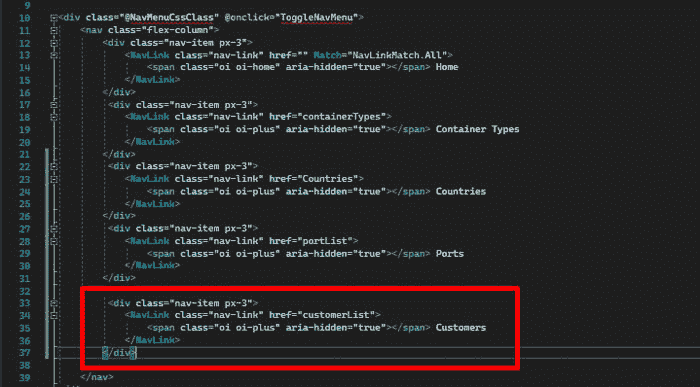 9
10 <div class="@NavMenuCssClass" @onclick="ToggleNavMenu">
11 <nav class="flex-column">
12 <div class="nav-item px-3">
13 <NavLink class="nav-link" href="" Match="NavLinkMatch.All">
14 <span class="oi oi-home" aria-hidden="true"></span> Home
15 </NavLink>
16 </div>
17 <div class="nav-item px-3">
18 <NavLink class="nav-link" href="containerTypes">
19 <span class="oi oi-plus" aria-hidden="true"></span> Container Types
20 </NavLink>
21 </div>
22 <div class="nav-item px-3">
23 <NavLink class="nav-link" href="Countries">
24 <span class="oi oi-plus" aria-hidden="true"></span> Countries
25 </NavLink>
26 </div>
27 <div class="nav-item px-3">
28 <NavLink class="nav-link" href="portList">
29 <span class="oi oi-plus" aria-hidden="true"></span> Ports
30 </NavLink>
31 </div>
32
33 <div class="nav-item px-3">
34 <NavLink class="nav-link" href="customerList">
35 <span class="oi oi-plus" aria-hidden="true"></span> Customers
36 </NavLink>
37 </div>
38
39 </nav>